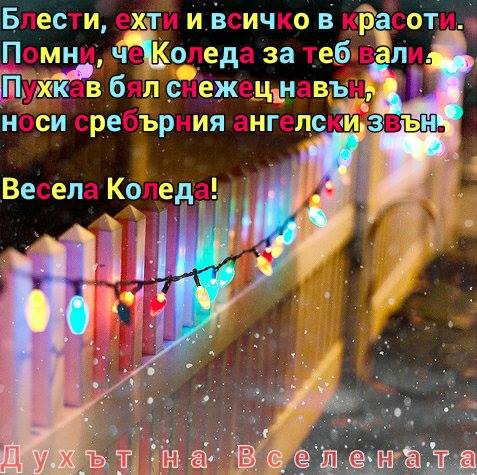 Блести, ехти и всичко в красоти.
Помни, че Коледа за теб вали.
Пухкав бял снежец навън,
носи сребърния ангелски звън.
Весела Коледа!
Духът на Вселената